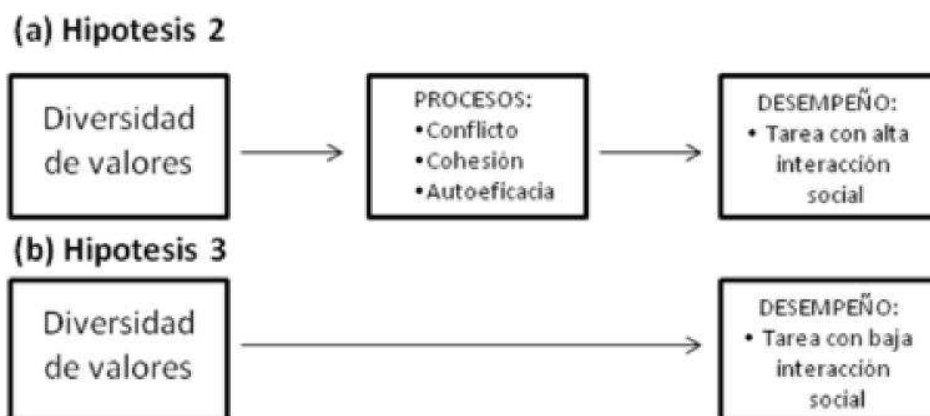 (a) Hipotesis 2
Diversidad
de valores
PROCESOS:
•Conflicto
•Cohesión
•Autoeficacia
DESEMPEÑO:
• Tarea con alta
interacción
social
(b) Hipotesis 3
Diversidad
de valores
DESEMPEÑO:
• Tarea con baja
interacción
social